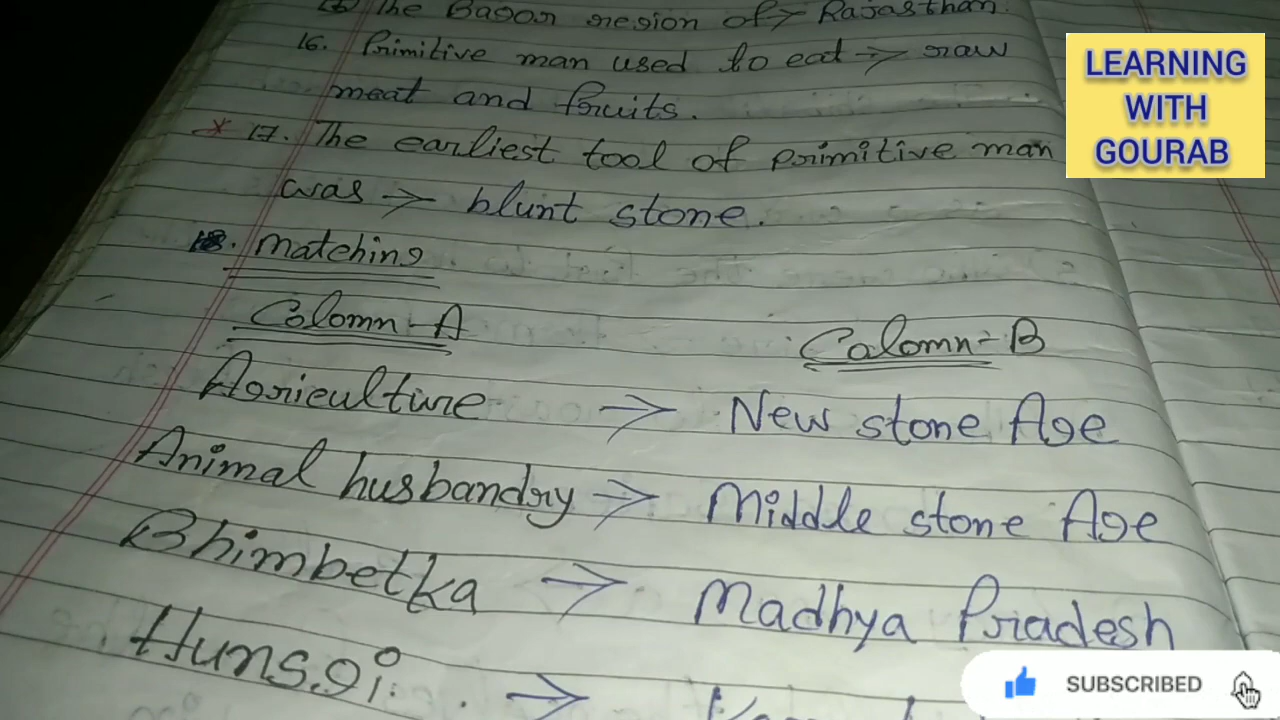 The Bagor region of → Rajasthan.
16. Primitive man used to eat → raw
meat and fruits.
x 17. The earliest tool of primitive man
was → blunt stone.
18. Matching
Colomn - A
Calomn - B
Agriculture → New stone Age
Animal husbandry → Middle stone Age
Bhimbetka → Madhya Pradesh
Hunsgi →
LEARNING
WITH
GOURAB
SUBSCRIBED